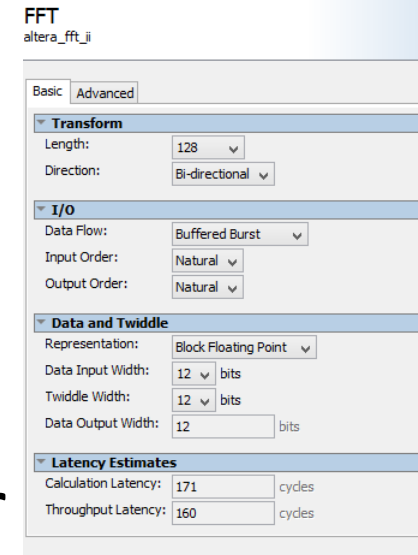 FFT
altera_fft_ii
Basic Advanced
Transform
Length: 128
Direction: Bi-directional
I/O
Data Flow: Buffered Burst
Input Order: Natural
Output Order: Natural
Data and Twiddle
Representation: Block Floating Point
Data Input Width: 12 bits
Twiddle Width: 12 bits
Data Output Width: 12 bits
Latency Estimates
Calculation Latency: 171 cycles
Throughput Latency: 160 cycles